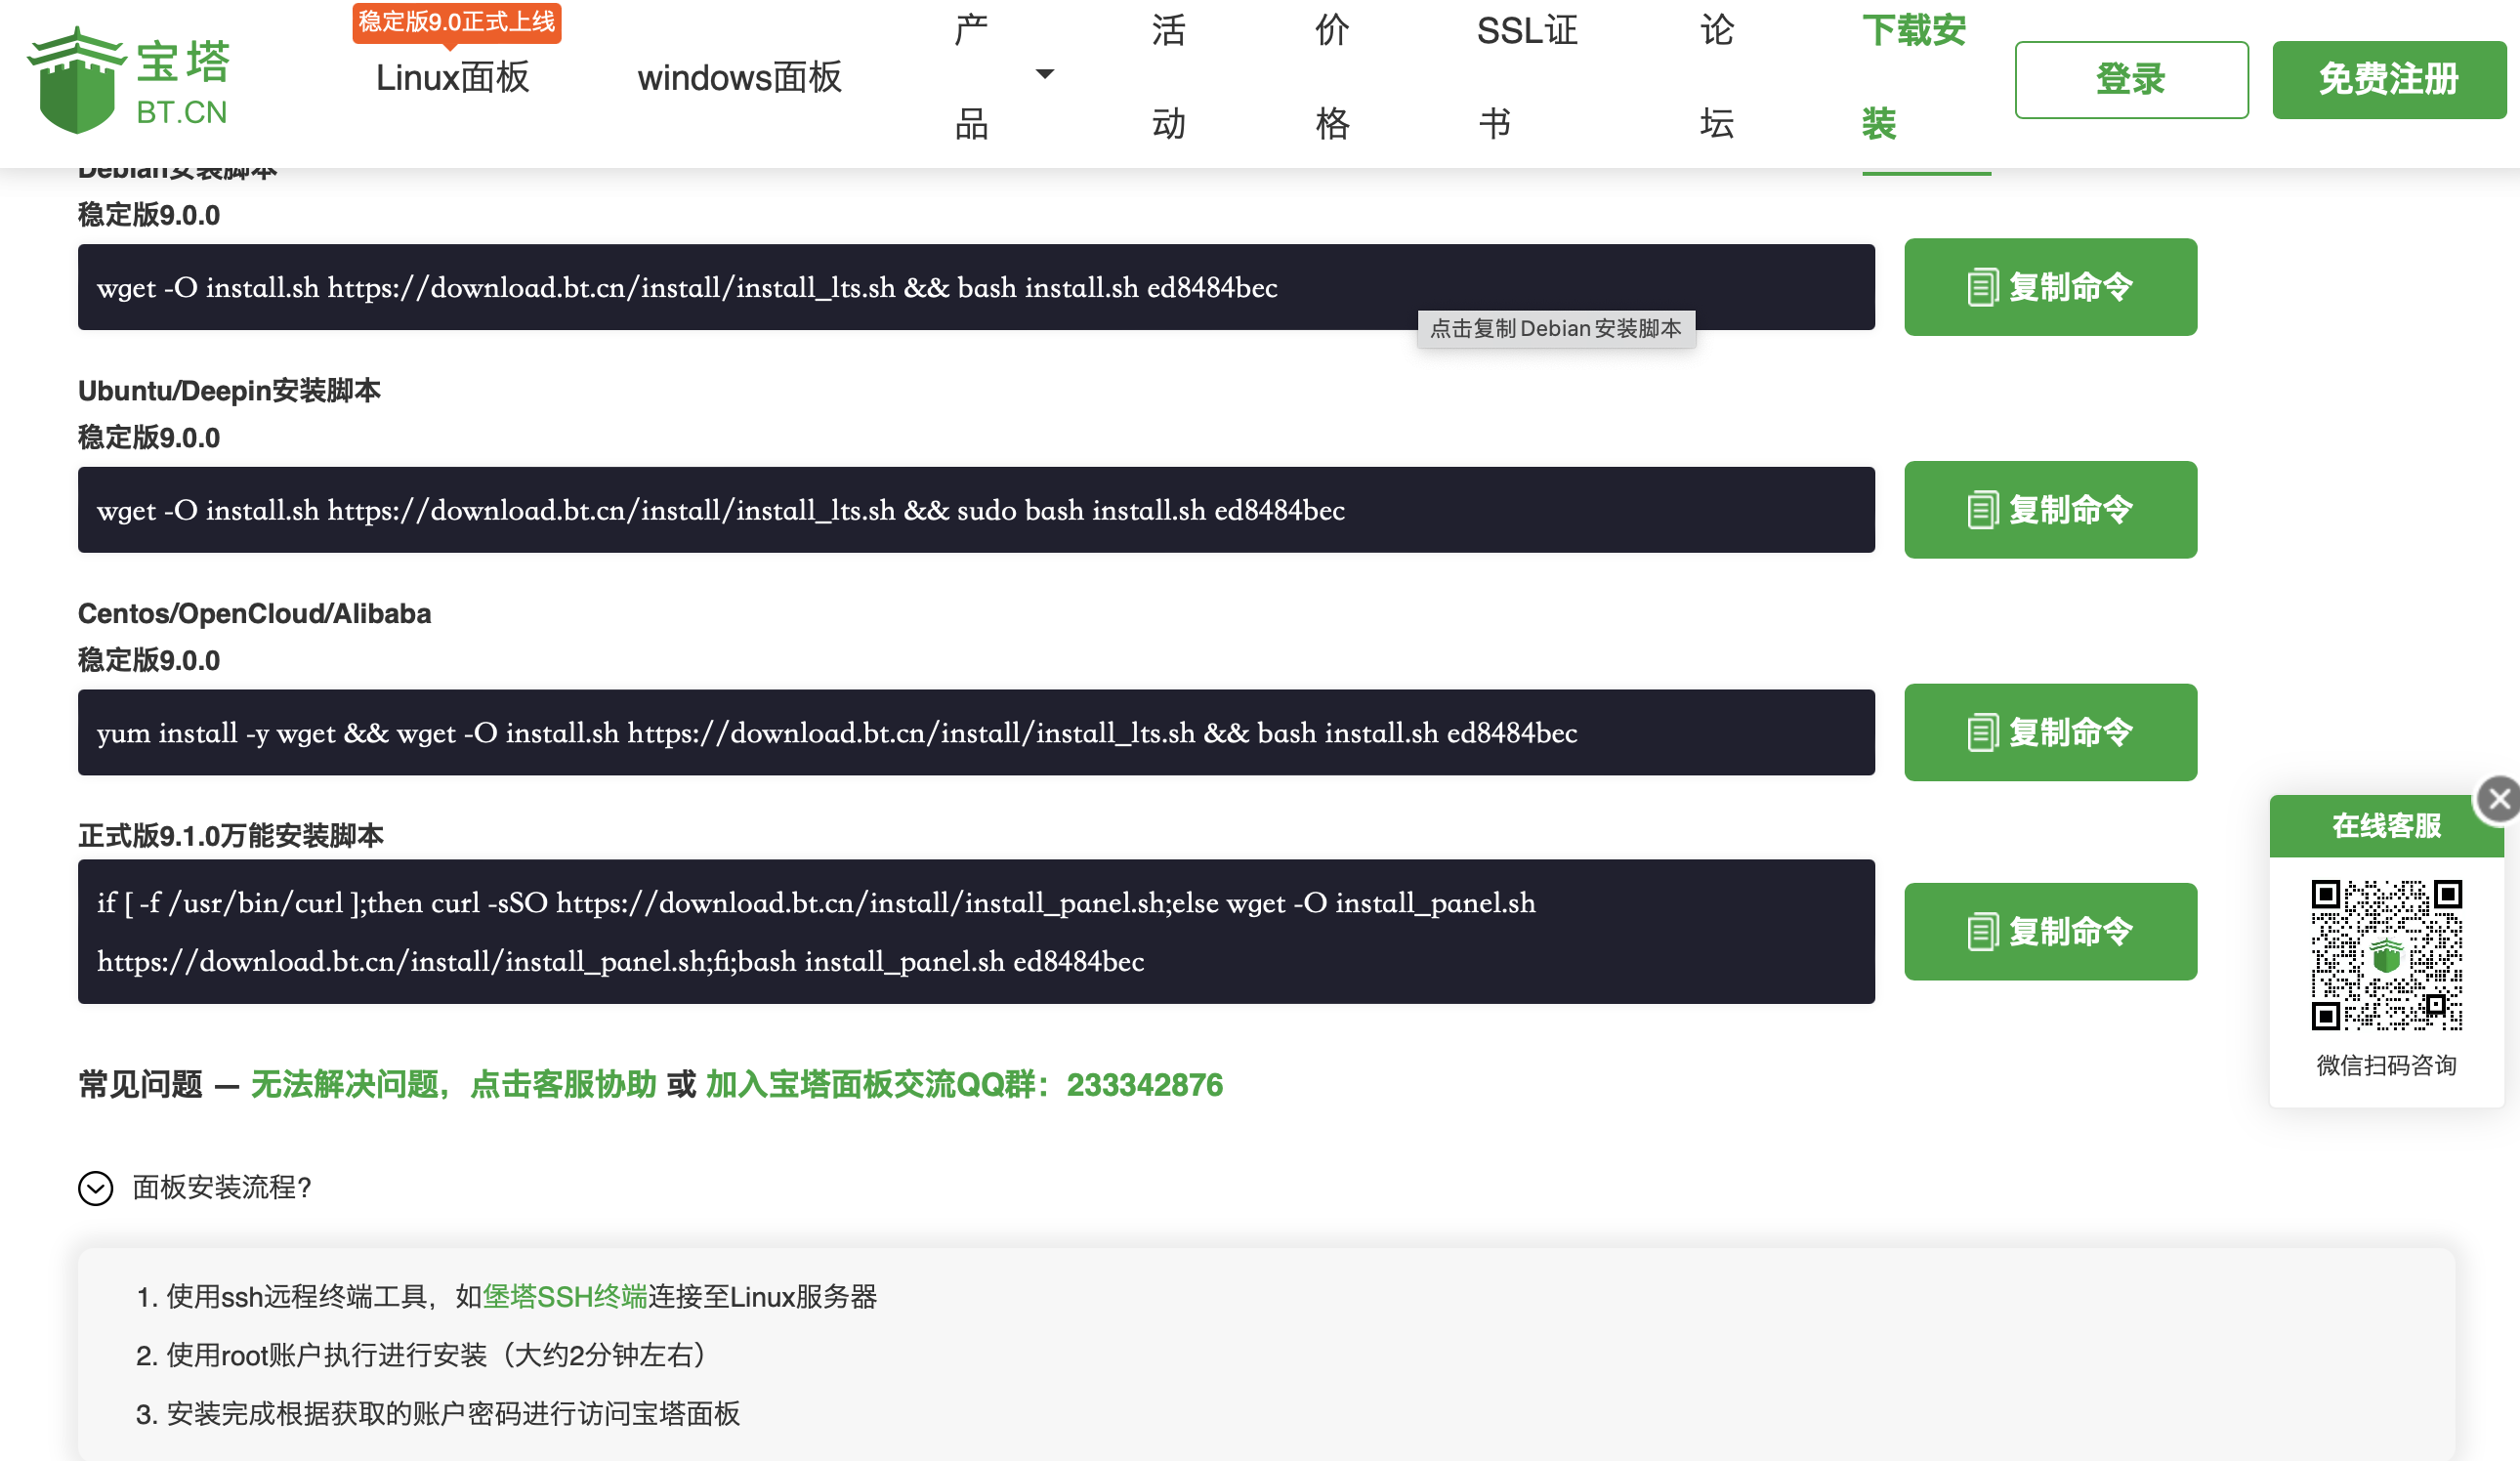 稳定版9.0正式上线
宝塔
BT.CN
Linux面板
windows面板
产品
活动
价格
SSL证书
论坛
下载安装
登录
免费注册
Debian安装脚本
稳定版9.0.0
wget -O install.sh https://download.bt.cn/install/install_lts.sh && bash install.sh ed8484bec
复制命令
点击复制Debian安装脚本
Ubuntu/Deepin安装脚本
稳定版9.0.0
wget -O install.sh https://download.bt.cn/install/install_lts.sh && sudo bash install.sh ed8484bec
复制命令
Centos/OpenCloud/Alibaba
稳定版9.0.0
yum install -y wget && wget -O install.sh https://download.bt.cn/install/install_lts.sh && bash install.sh ed8484bec
复制命令
正式版9.1.0万能安装脚本
if [ -f /usr/bin/curl ];then curl -sSO https://download.bt.cn/install/install_panel.sh;else wget -O install_panel.sh
https://download.bt.cn/install/install_panel.sh;fi;bash install_panel.sh ed8484bec
复制命令
在线客服
微信扫码咨询
常见问题 — 无法解决问题，点击客服协助 或 加入宝塔面板交流QQ群：233342876
面板安装流程?
1. 使用ssh远程终端工具，如堡塔SSH终端连接至Linux服务器
2. 使用root账户执行进行安装（大约2分钟左右）
3. 安装完成根据获取的账户密码进行访问宝塔面板